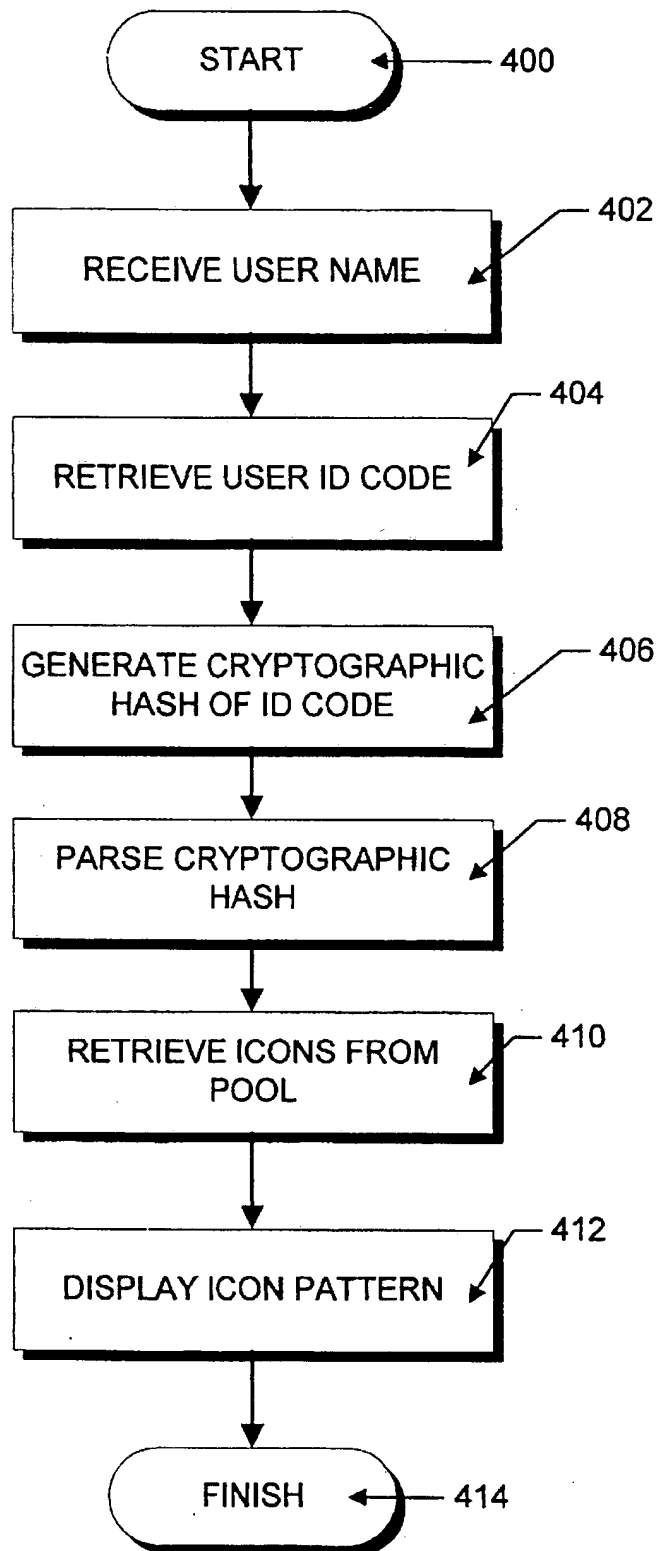 START
400
402
RECEIVE USER NAME
404
RETRIEVE USER ID CODE
406
GENERATE CRYPTOGRAPHIC
HASH OF ID CODE
408
PARSE CRYPTOGRAPHIC
HASH
410
RETRIEVE ICONS FROM
POOL
412
DISPLAY ICON PATTERN
FINISH
414